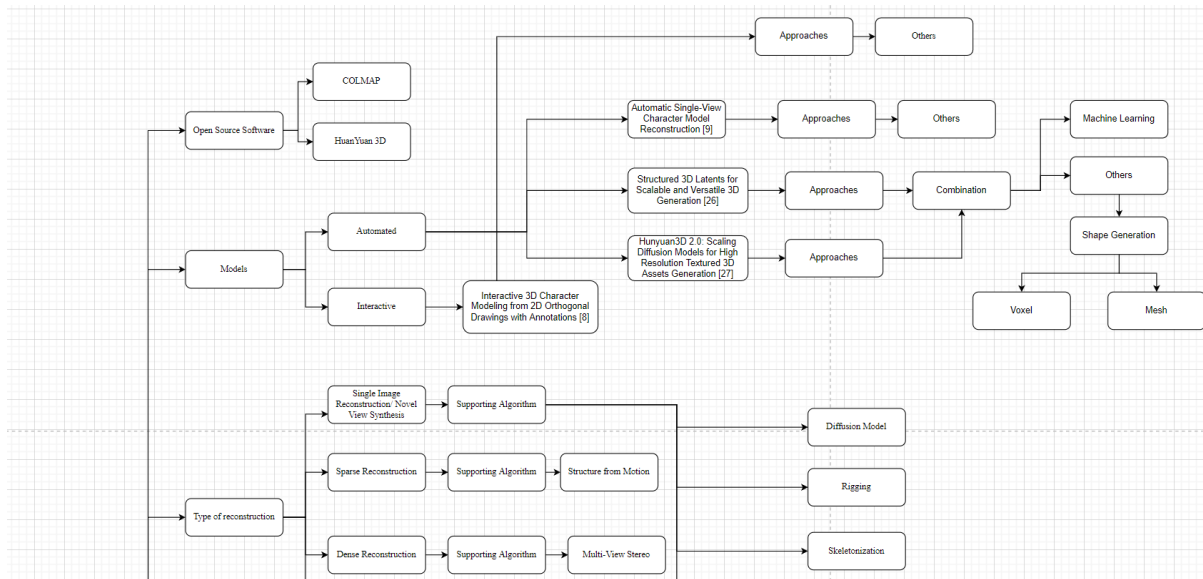 Approaches
Others
COLMAP
Open Source Software
HuanYuan 3D
Automatic Single-View
Character Model
Reconstruction [9]
Approaches
Others
Machine Learning
Structured 3D Latents for
Scalable and Versatile 3D
Generation [26]
Approaches
Combination
Others
Automated
Models
Hunyuan3D 2.0: Scaling
Diffusion Models for High
Resolution Textured 3D
Assets Generation [27]
Approaches
Shape Generation
Interactive
Interactive 3D Character
Modeling from 2D Orthogonal
Drawings with Annotations [8]
Voxel
Mesh
Single Image
Reconstruction/ Novel
View Synthesis
Supporting Algorithm
Diffusion Model
Sparse Reconstruction
Supporting Algorithm
Structure from Motion
Rigging
Type of reconstruction
Dense Reconstruction
Supporting Algorithm
Multi-View Stereo
Skeletonization